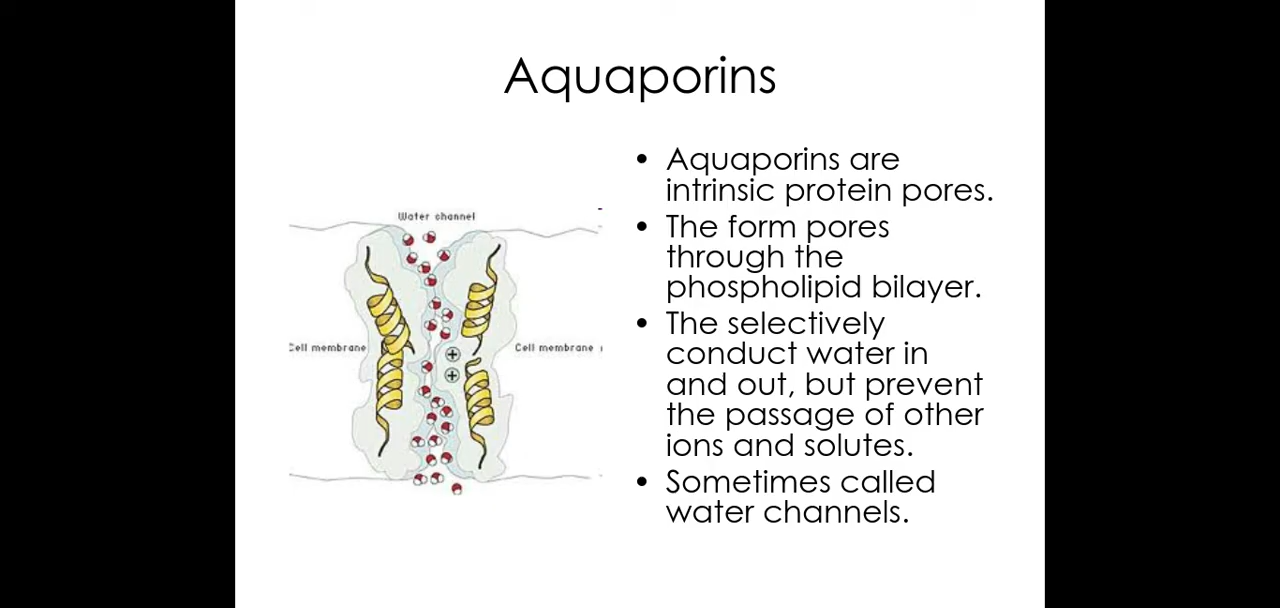 Aquaporins
Water channel
Cell membrane
Cell membrane
• Aquaporins are
intrinsic protein pores.
• The form pores
through the
phospholipid bilayer.
• The selectively
conduct water in
and out, but prevent
the passage of other
ions and solutes.
• Sometimes called
water channels.